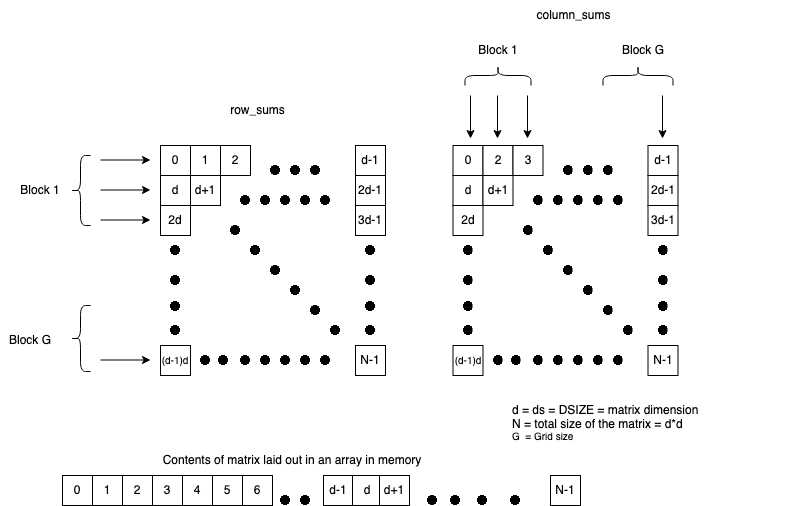 column_sums
Block 1
Block G
row_sums
0 1 2
d-1
0 2 3
d-1
Block 1
d d+1
2d-1
d d+1
2d-1
2d
3d-1
2d
3d-1
Block G
(d-1)d
N-1
(d-1)d
N-1
d = ds = DSIZE = matrix dimension
N = total size of the matrix = d*d
G = Grid size
Contents of matrix laid out in an array in memory
0 1 2 3 4 5 6
d-1 d d+1
N-1